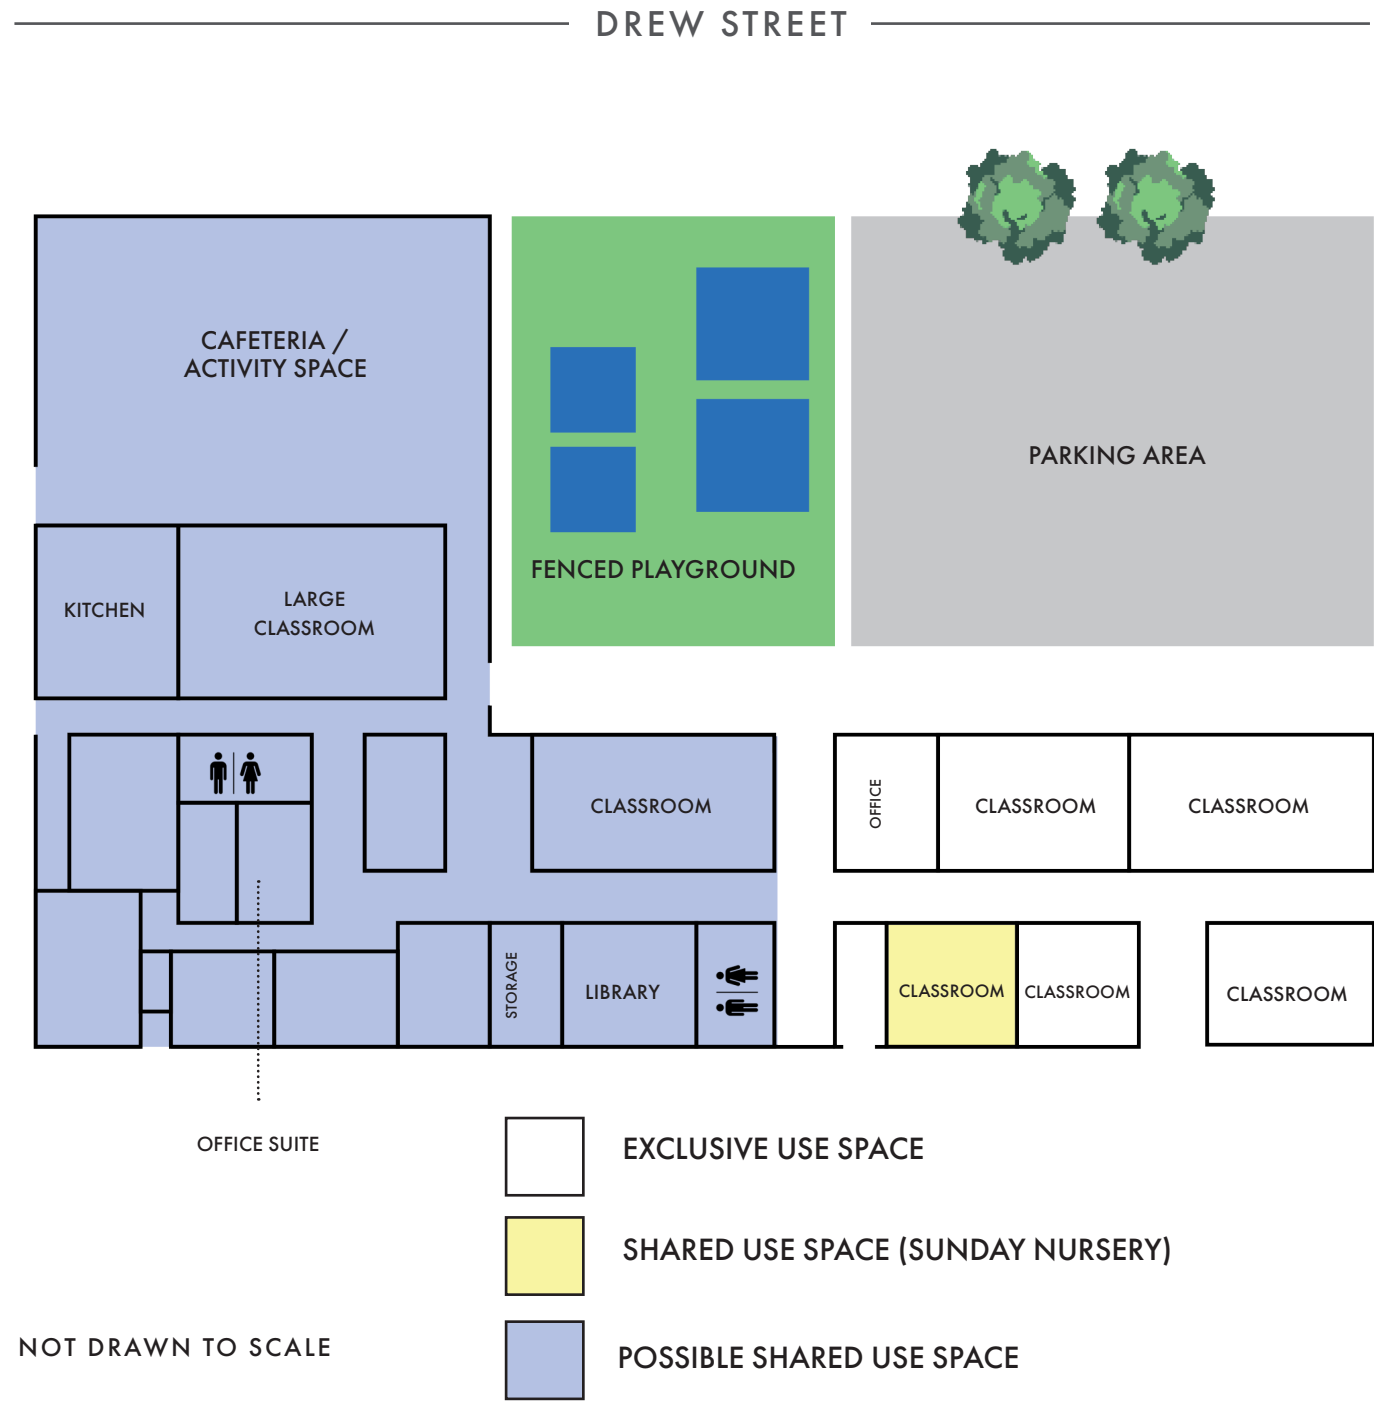 DREW STREET
CAFETERIA /
ACTIVITY SPACE
PARKING AREA
FENCED PLAYGROUND
KITCHEN
LARGE
CLASSROOM
CLASSROOM
OFFICE
CLASSROOM
CLASSROOM
STORAGE
LIBRARY
CLASSROOM
CLASSROOM
CLASSROOM
OFFICE SUITE
EXCLUSIVE USE SPACE
SHARED USE SPACE (SUNDAY NURSERY)
NOT DRAWN TO SCALE
POSSIBLE SHARED USE SPACE